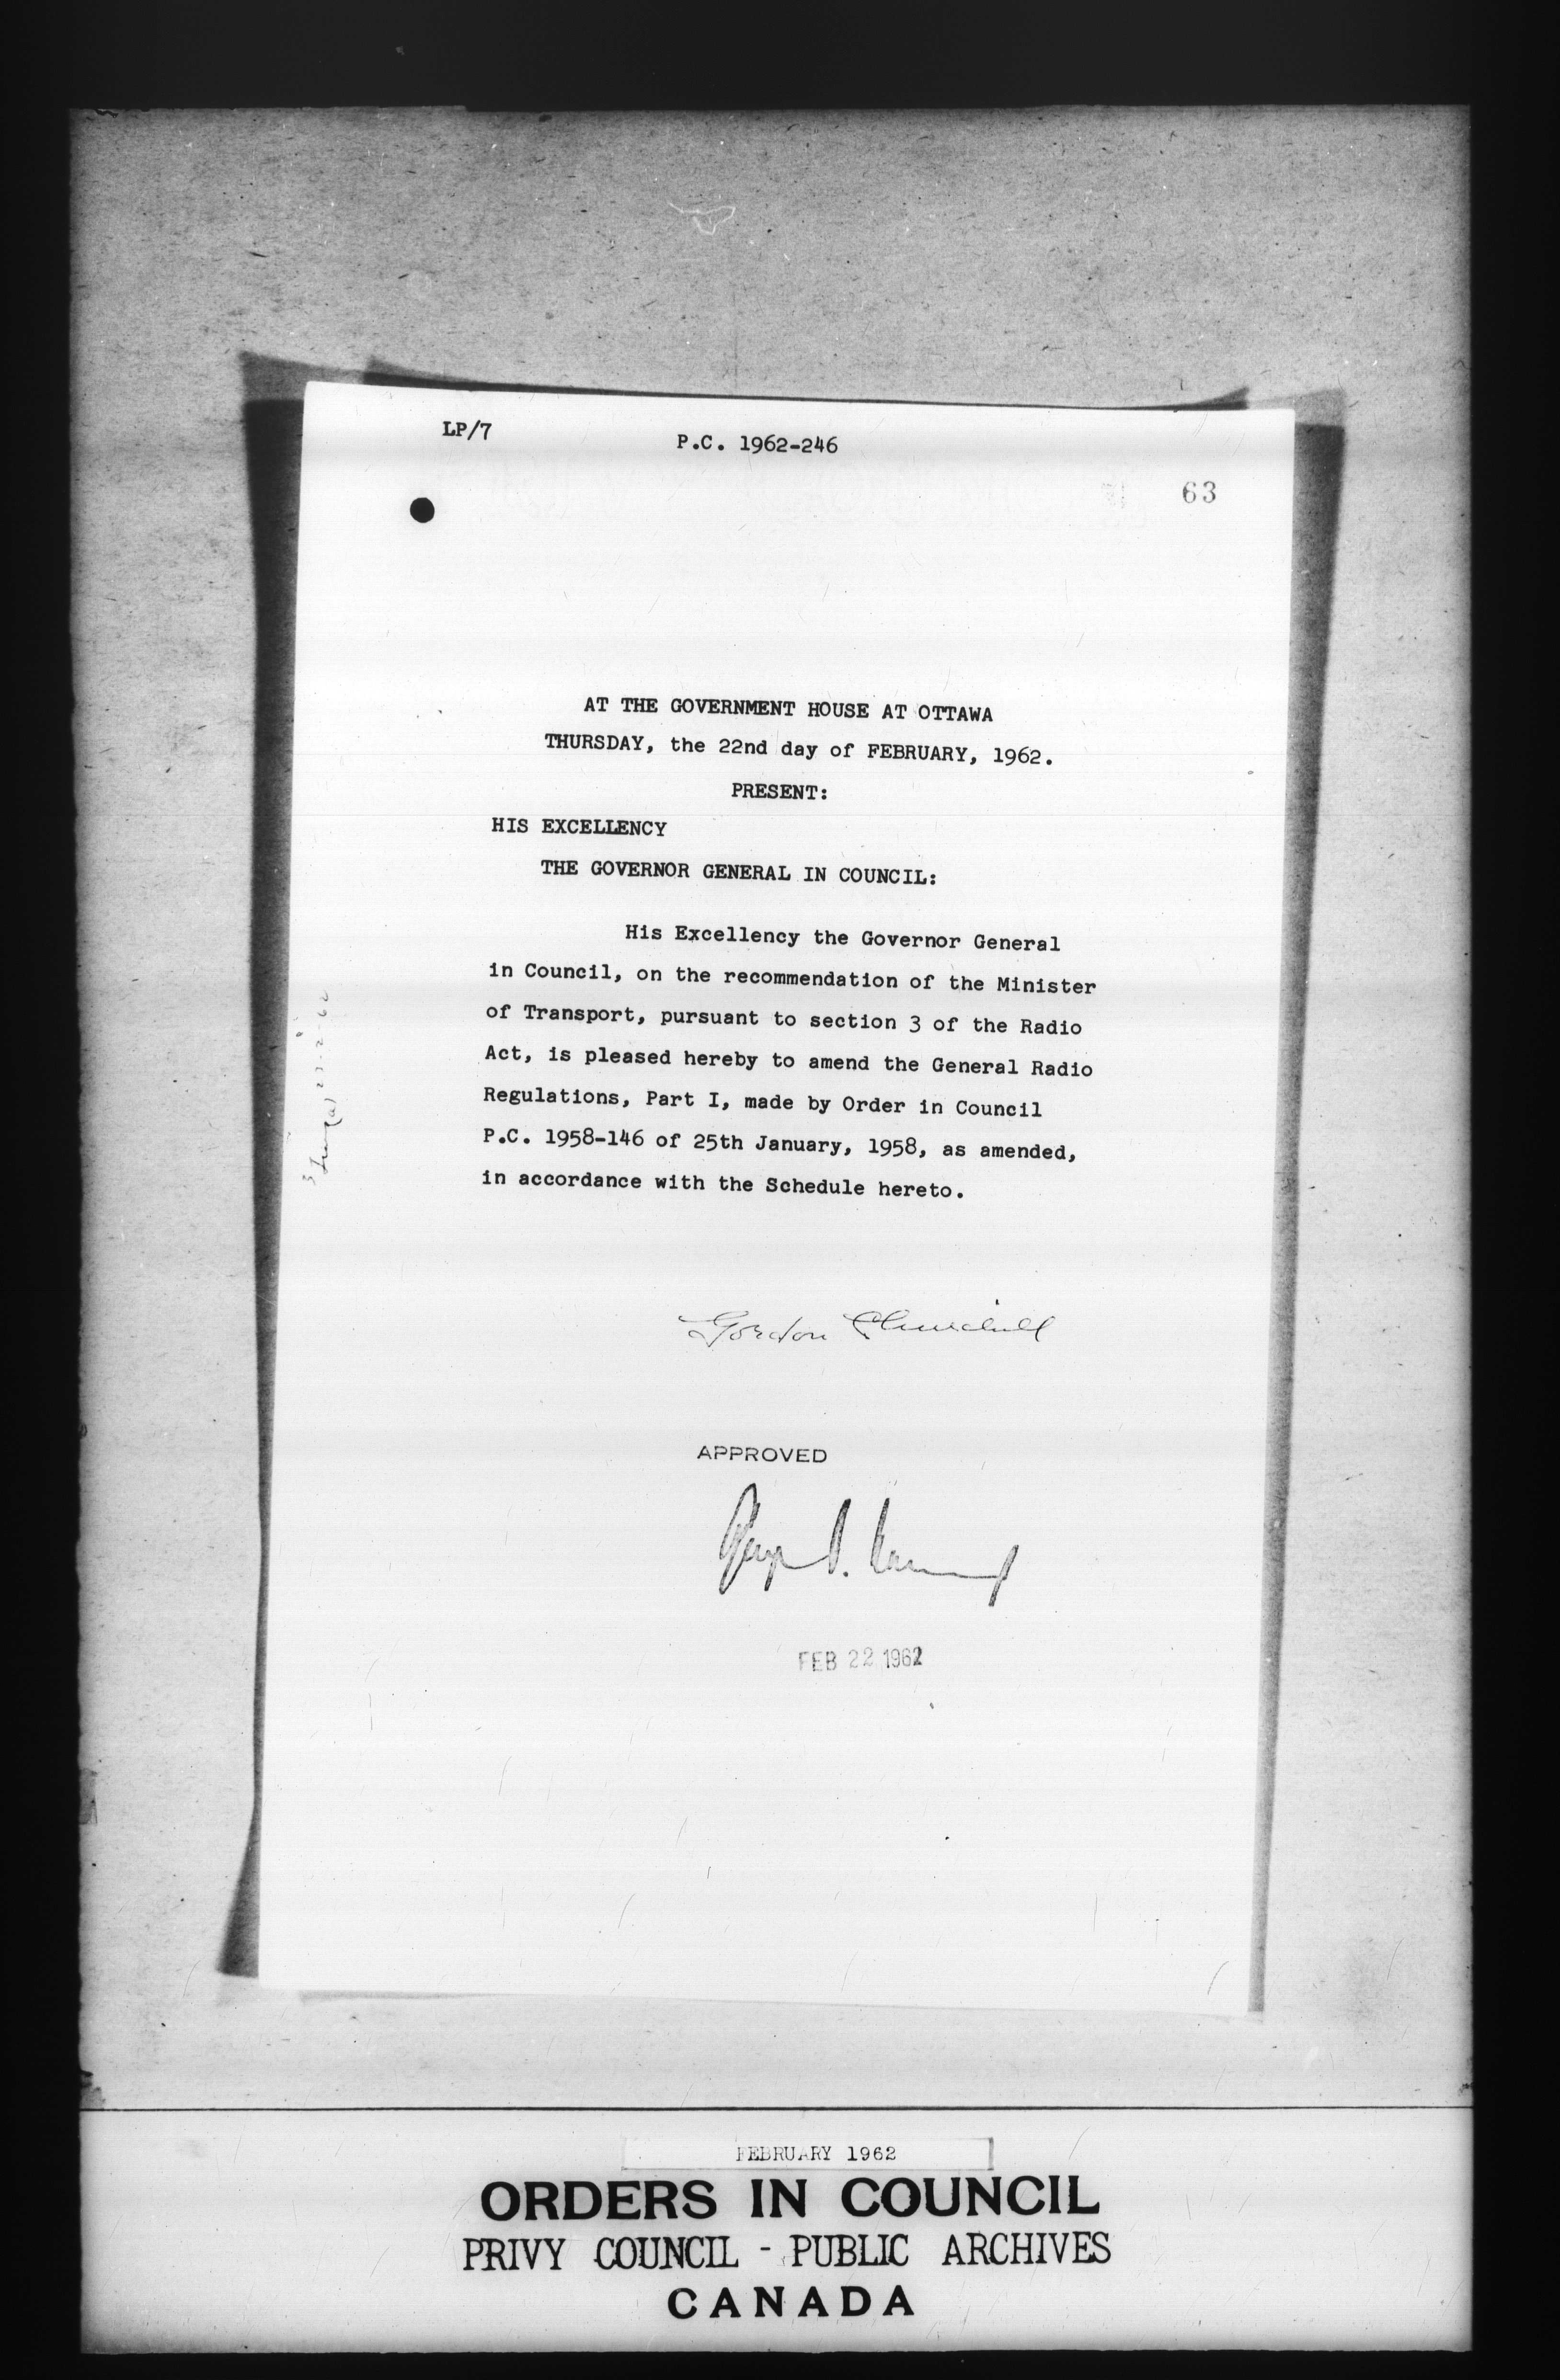 LP/7
P.C. 1962-246
63
AT THE GOVERNMENT HOUSE AT OTTAWA
THURSDAY, the 22nd day of FEBRUARY, 1962.
PRESENT:
HIS EXCELLENCY
THE GOVERNOR GENERAL IN COUNCIL:
His Excellency the Governor General
in Council, on the recommendation of the Minister
of Transport, pursuant to section 3 of the Radio
Act, is pleased hereby to amend the General Radio
Regulations, Part I, made by Order in Council
P.C. 1958-146 of 25th January, 1958, as amended,
in accordance with the Schedule hereto.
Gordon Churchill
APPROVED
FEB 22 1962
FEBRUARY 1962
ORDERS IN COUNCIL
PRIVY COUNCIL - PUBLIC ARCHIVES
CANADA